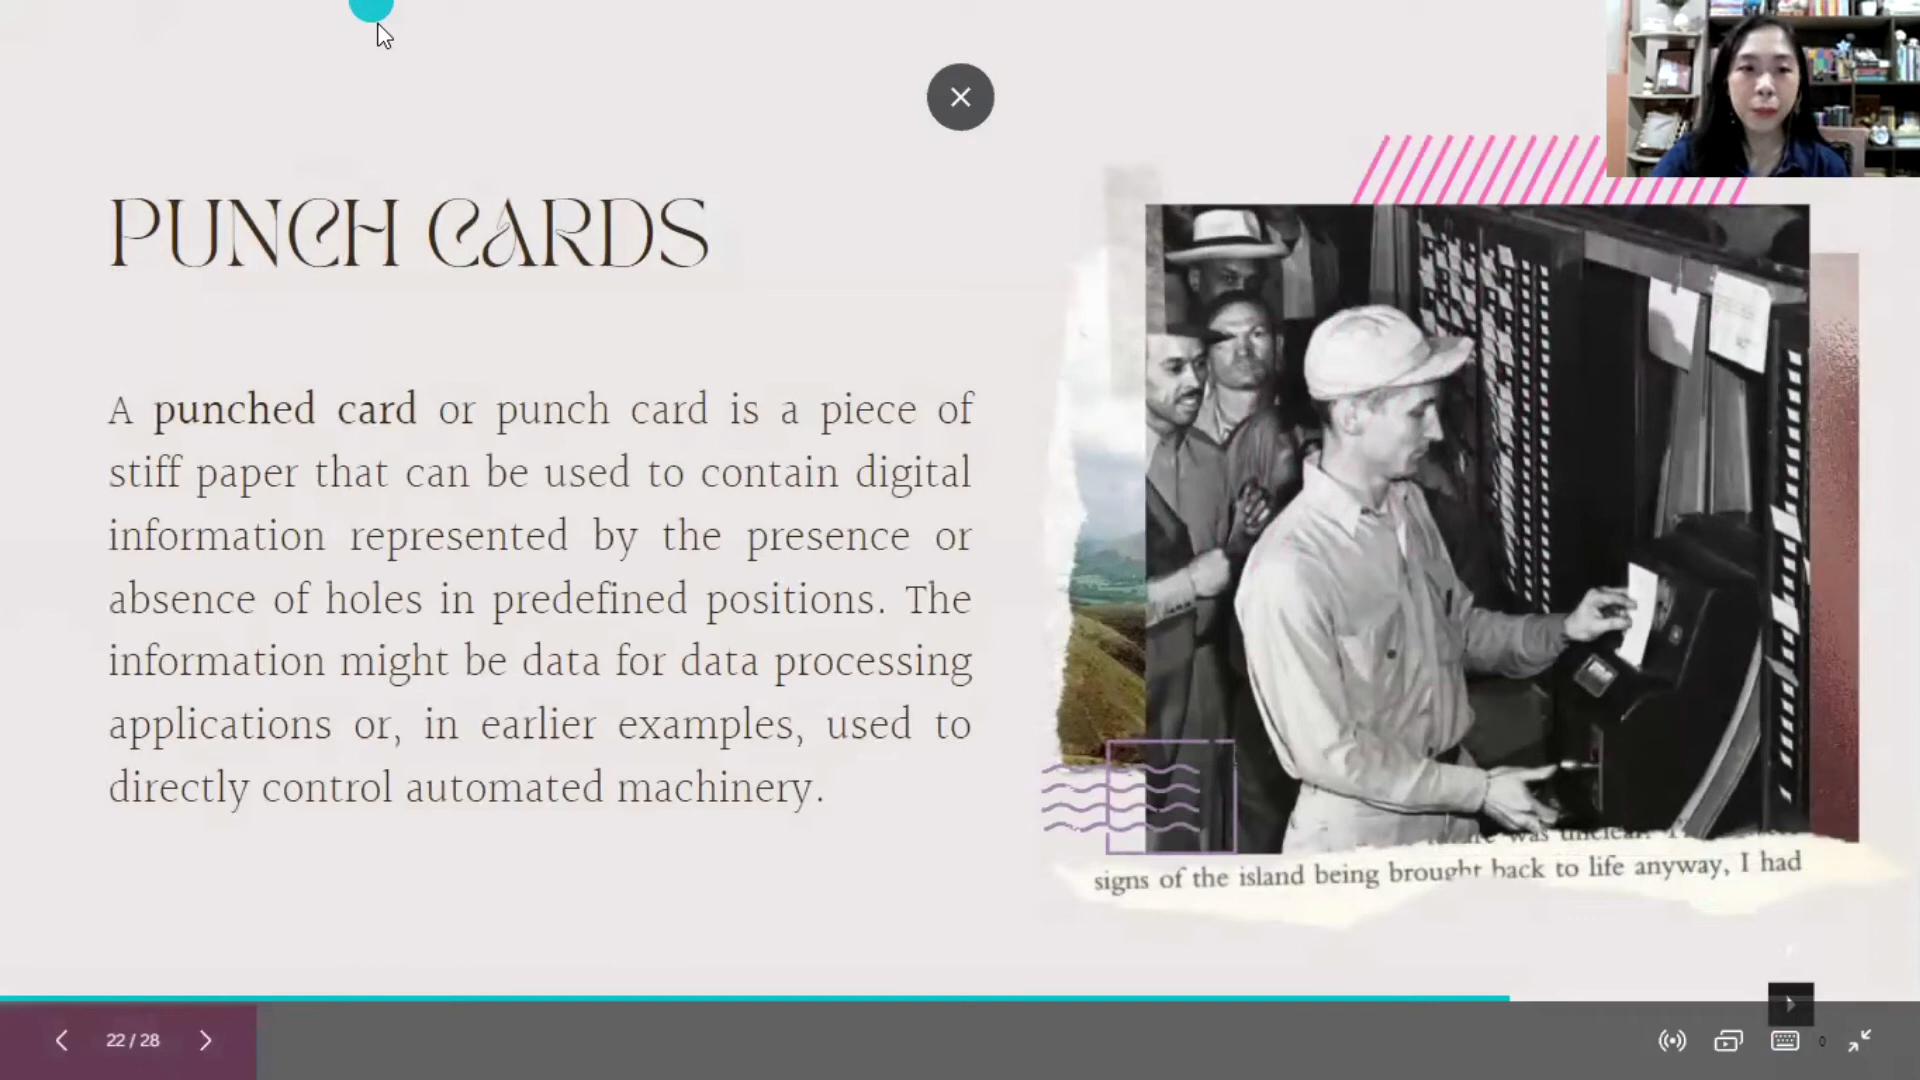 PUNCH CARDS
A punched card or punch card is a piece of
stiff paper that can be used to contain digital
information represented by the presence or
absence of holes in predefined positions. The
information might be data for data processing
applications or, in earlier examples, used to
directly control automated machinery.
was unclear.
signs of the island being brought back to life anyway, I had
22 / 28
0